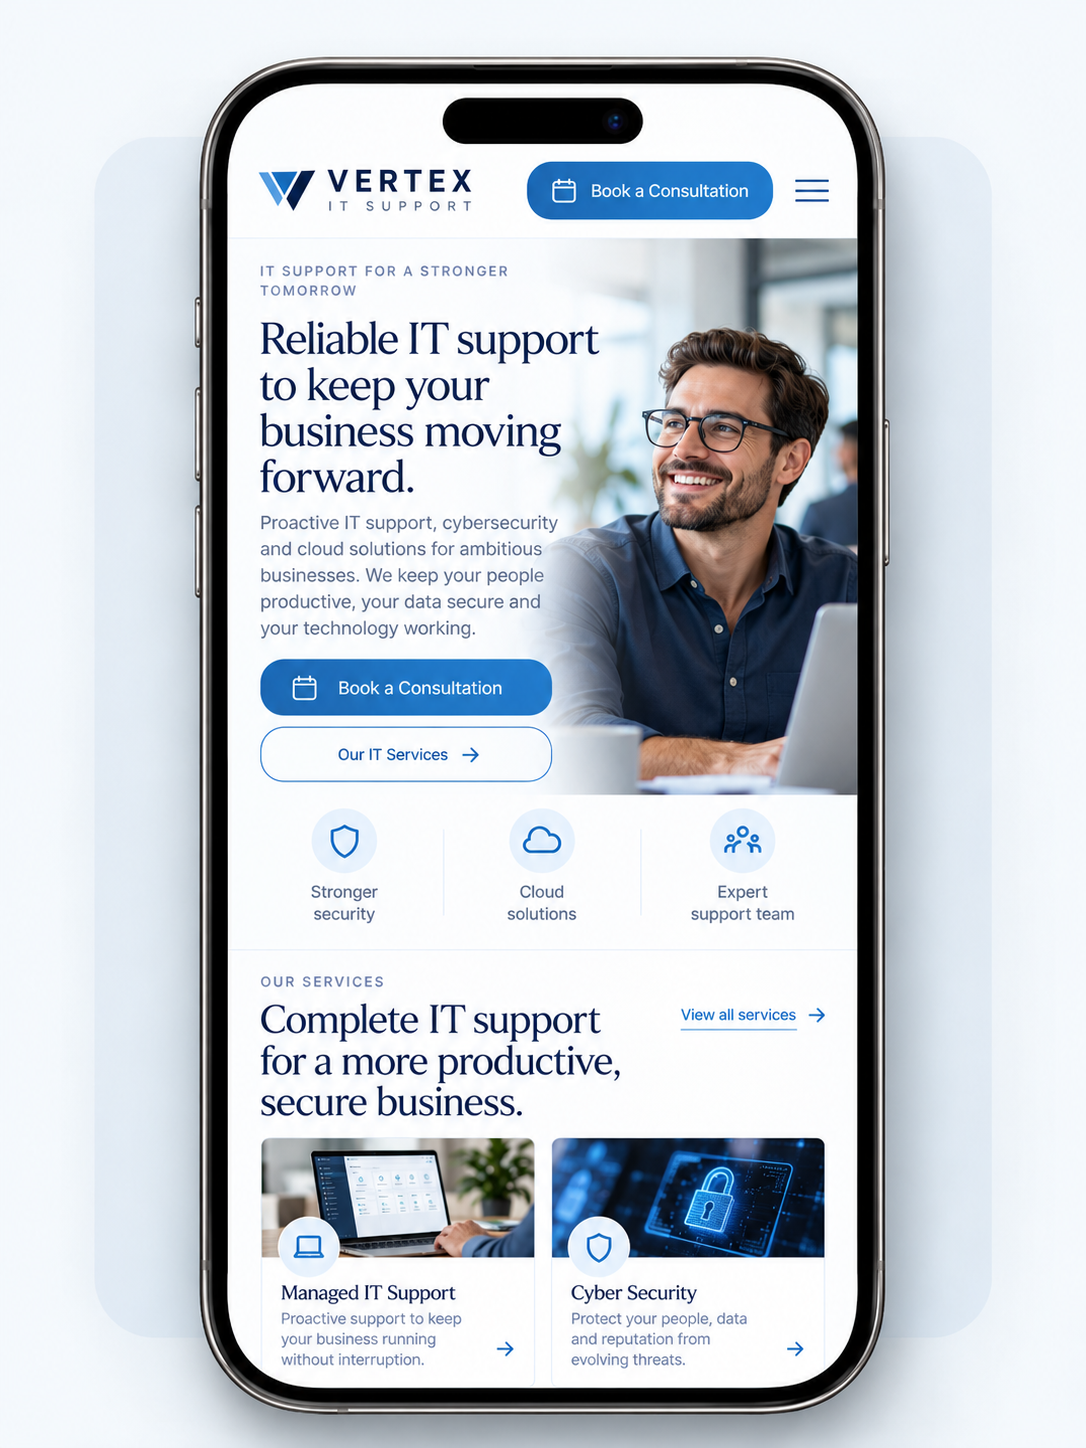 VERTEX
IT SUPPORT
Book a Consultation
IT SUPPORT FOR A STRONGER
TOMORROW
Reliable IT support
to keep your
business moving
forward.
Proactive IT support, cybersecurity
and cloud solutions for ambitious
businesses. We keep your people
productive, your data secure and
your technology working.
Book a Consultation
Our IT Services
Stronger
security
Cloud
solutions
Expert
support team
OUR SERVICES
Complete IT support
for a more productive,
secure business.
View all services
Managed IT Support
Proactive support to keep
your business running
without interruption.
Cyber Security
Protect your people, data
and reputation from
evolving threats.